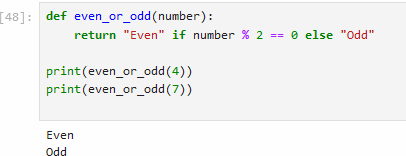 [48]:
def even_or_odd(number):
    return "Even" if number % 2 == 0 else "Odd"
print(even_or_odd(4))
print(even_or_odd(7))
Even
Odd